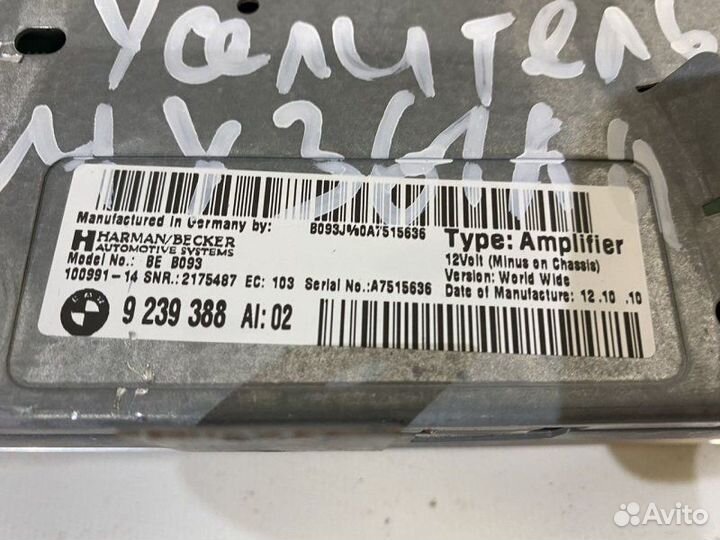 Усилитель
музыки
Manufactured in Germany by:
B093J%0A7515636
HARMAN/BECKER
AUTOMOTIVE SYSTEMS
Type: Amplifier
12Volt (Minus on Chassis)
Version: World Wide
Date of Manufacture: 12.10 .10
Model No.: BE B093
100991-14 SNR.: 2175487 EC: 103 Serial No.:A7515636
BMW
9 239 388 AI: 02
Avito